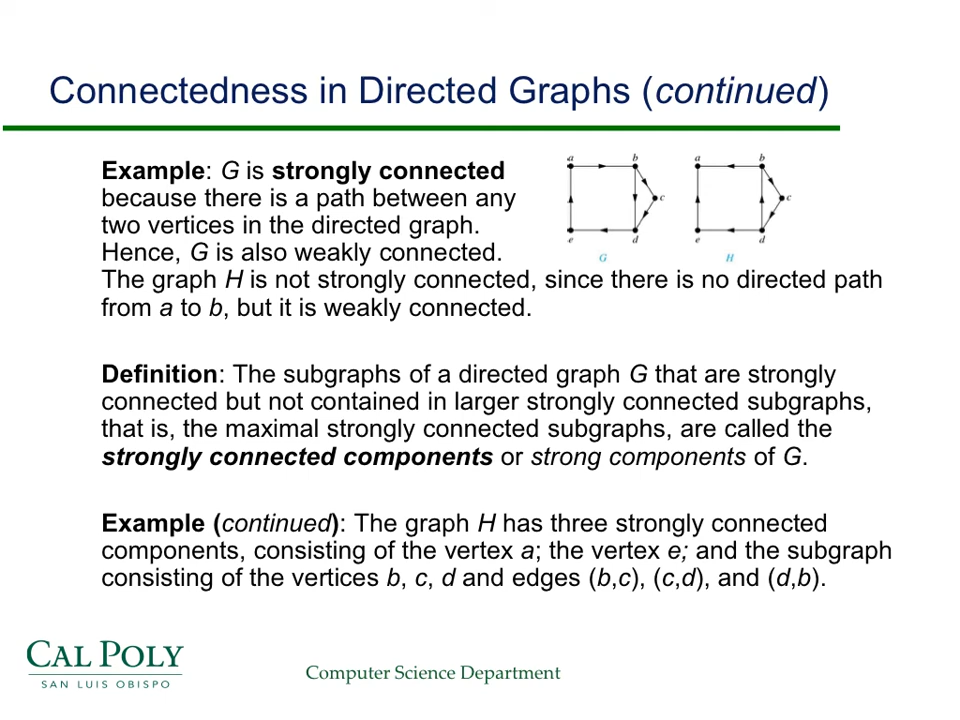 Connectedness in Directed Graphs (continued)
Example: G is strongly connected
because there is a path between any
two vertices in the directed graph.
Hence, G is also weakly connected.
a b c d e G
a b c d e H
The graph H is not strongly connected, since there is no directed path
from a to b, but it is weakly connected.
Definition: The subgraphs of a directed graph G that are strongly
connected but not contained in larger strongly connected subgraphs,
that is, the maximal strongly connected subgraphs, are called the
strongly connected components or strong components of G.
Example (continued): The graph H has three strongly connected
components, consisting of the vertex a; the vertex e; and the subgraph
consisting of the vertices b, c, d and edges (b,c), (c,d), and (d,b).
CAL POLY
SAN LUIS OBISPO
Computer Science Department